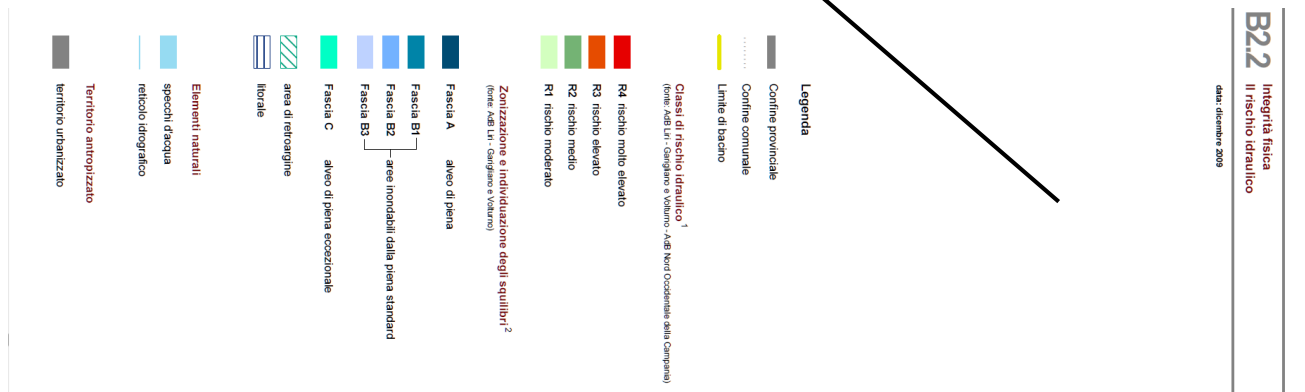 B2.2
Integrità fisica
Il rischio idraulico
data: dicembre 2009
Legenda
Confine provinciale
Confine comunale
Limite di bacino
Classi di rischio idraulico 1
(fonte: AdB Liri - Garigliano e Volturno - AdB Nord Occidentale della Campania)
R4 rischio molto elevato
R3 rischio elevato
R2 rischio medio
R1 rischio moderato
Zonizzazione e individuazione degli squilibri 2
(fonte: AdB Liri - Garigliano e Volturno)
Fascia A alveo di piena
Fascia B1
Fascia B2 aree inondabili dalla piena standard
Fascia B3
Fascia C alveo di piena eccezionale
area di retroargine
litorale
Elementi naturali
specchi d'acqua
reticolo idrografico
Territorio antropizzato
territorio urbanizzato